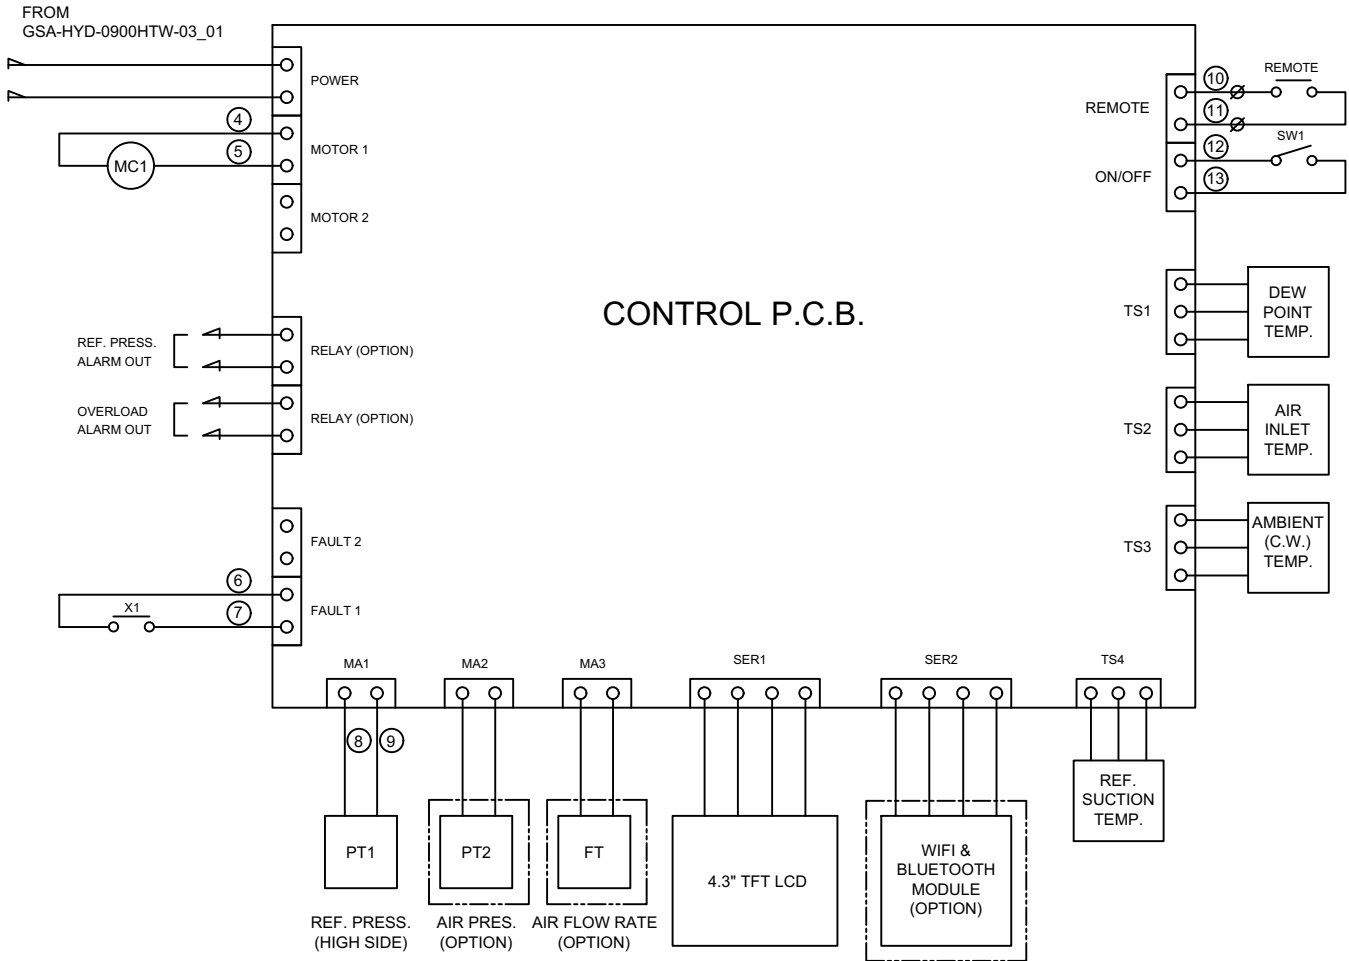 FROM
GSA-HYD-0900HTW-03_01
POWER
4
5
MC1
MOTOR 1
MOTOR 2
REF. PRESS.
ALARM OUT
RELAY (OPTION)
OVERLOAD
ALARM OUT
RELAY (OPTION)
FAULT 2
6
7
X1
FAULT 1
CONTROL P.C.B.
REMOTE
10
11
REMOTE
ON/OFF
12
13
SW1
TS1
DEW
POINT
TEMP.
TS2
AIR
INLET
TEMP.
TS3
AMBIENT
(C.W.)
TEMP.
MA1
MA2
MA3
SER1
SER2
TS4
8
9
PT1
REF. PRESS.
(HIGH SIDE)
PT2
AIR PRES.
(OPTION)
FT
AIR FLOW RATE
(OPTION)
4.3" TFT LCD
WIFI &
BLUETOOTH
MODULE
(OPTION)
REF.
SUCTION
TEMP.